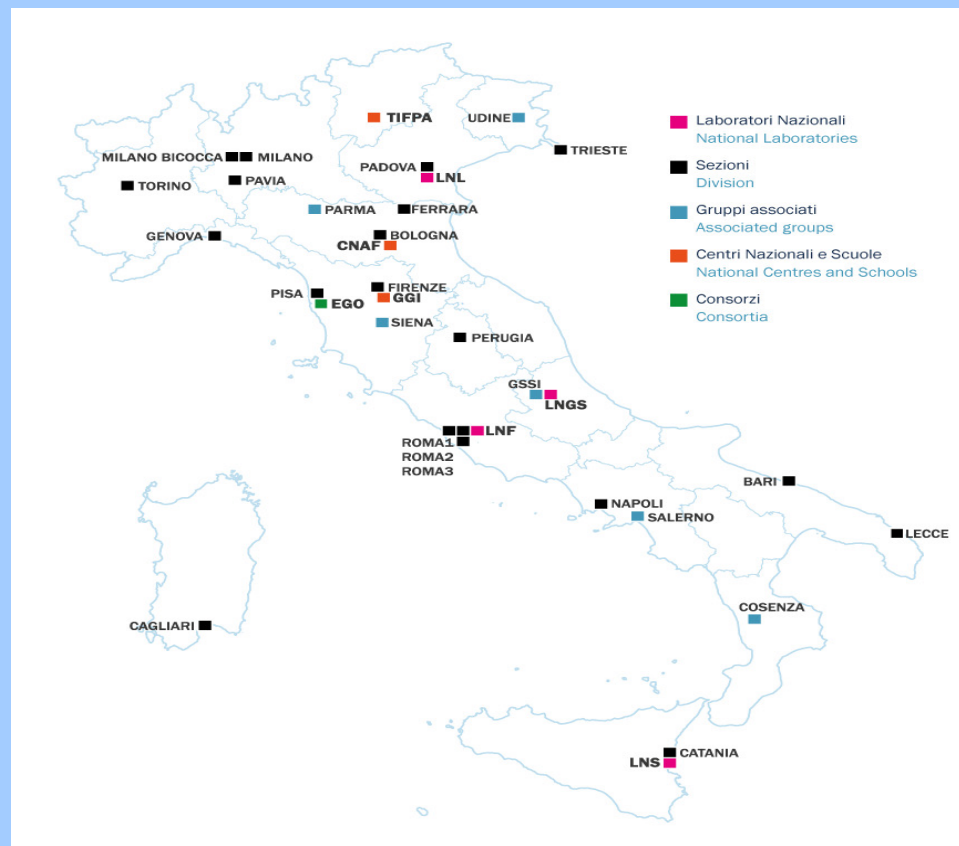 TIFPA
UDINE
TRIESTE
MILANO BICOCCA
MILANO
PADOVA
LNL
TORINO
PAVIA
PARMA
FERRARA
GENOVA
BOLOGNA
CNAF
FIRENZE
PISA
GGI
EGO
SIENA
PERUGIA
GSSI
LNGS
LNF
ROMA1
ROMA2
ROMA3
BARI
NAPOLI
SALERNO
LECCE
COSENZA
CAGLIARI
CATANIA
LNS
Laboratori Nazionali
National Laboratories
Sezioni
Division
Gruppi associati
Associated groups
Centri Nazionali e Scuole
National Centres and Schools
Consorzi
Consortia